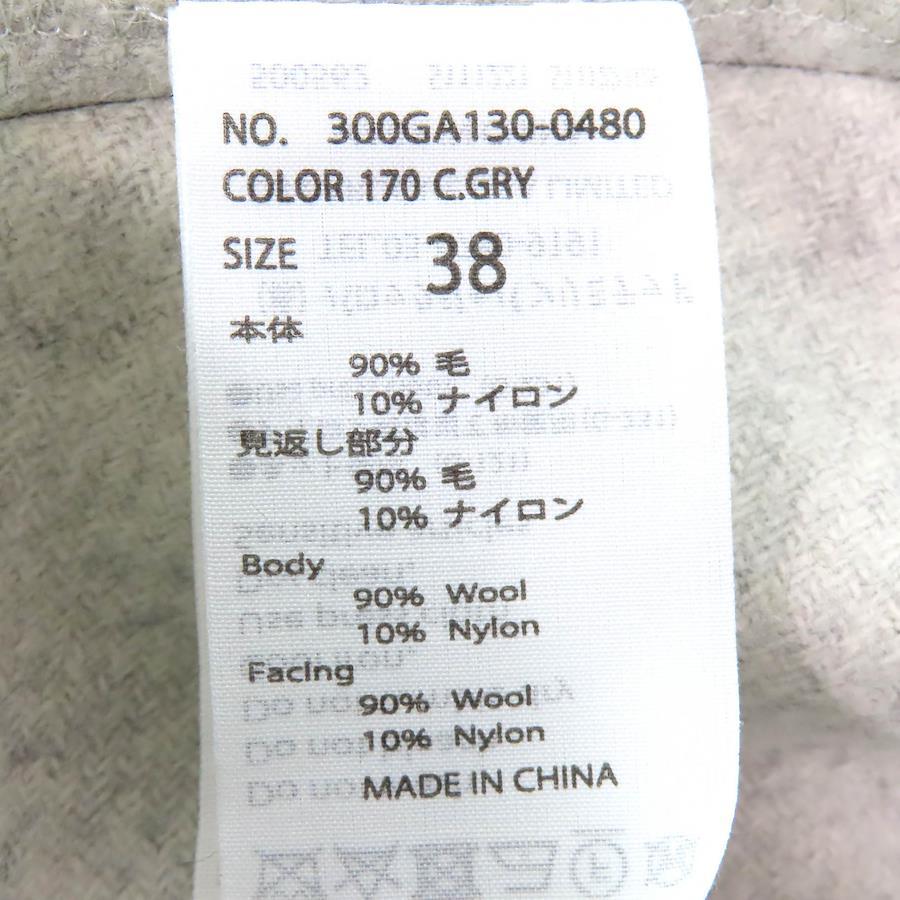 NO. 300GA130-0480
COLOR 170 C.GRY
SIZE 38
本体
90% 毛
10% ナイロン
見返し部分
90% 毛
10% ナイロン
Body
90% Wool
10% Nylon
Facing
90% Wool
10% Nylon
MADE IN CHINA